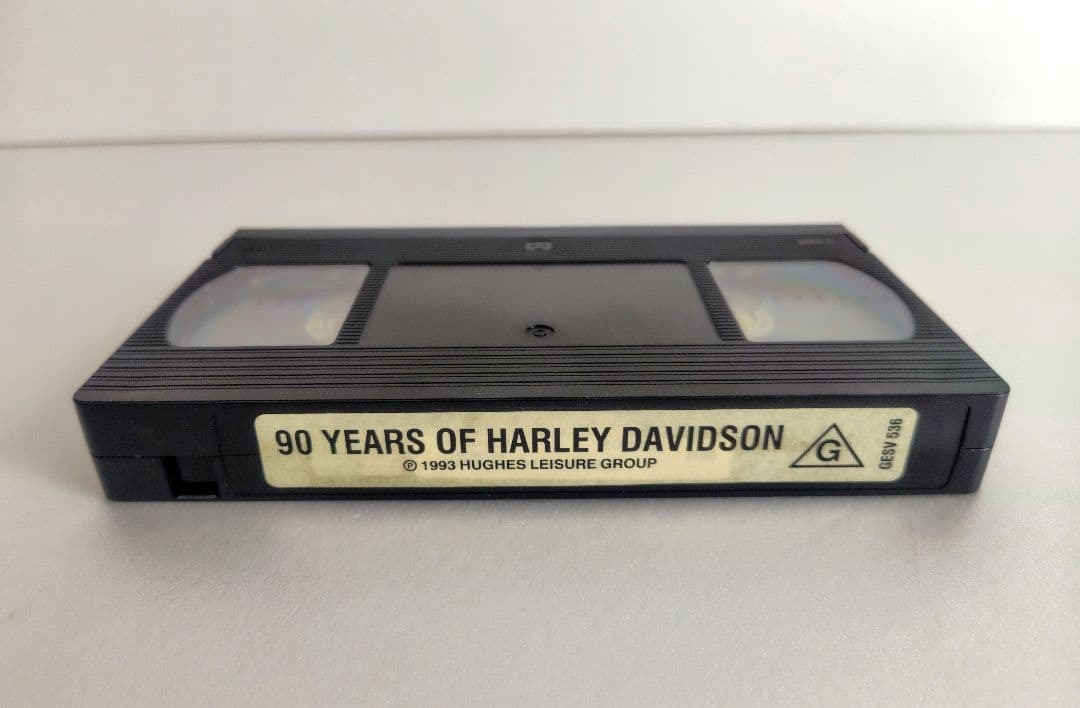 90 YEARS OF HARLEY DAVIDSON
℗ 1993 HUGHES LEISURE GROUP
G
GESV 536